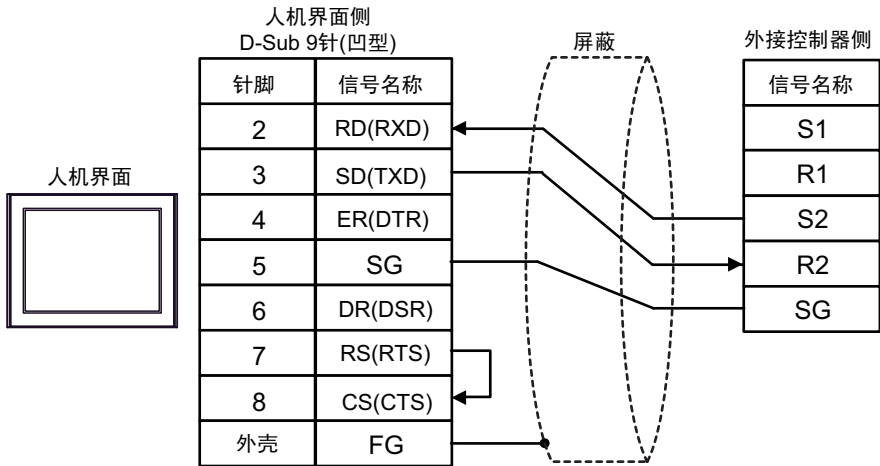 人机界面侧
D-Sub 9针(凹型)
屏蔽
外接控制器侧
人机界面
针脚 信号名称
2 RD(RXD)
3 SD(TXD)
4 ER(DTR)
5 SG
6 DR(DSR)
7 RS(RTS)
8 CS(CTS)
外壳 FG
信号名称
S1
R1
S2
R2
SG